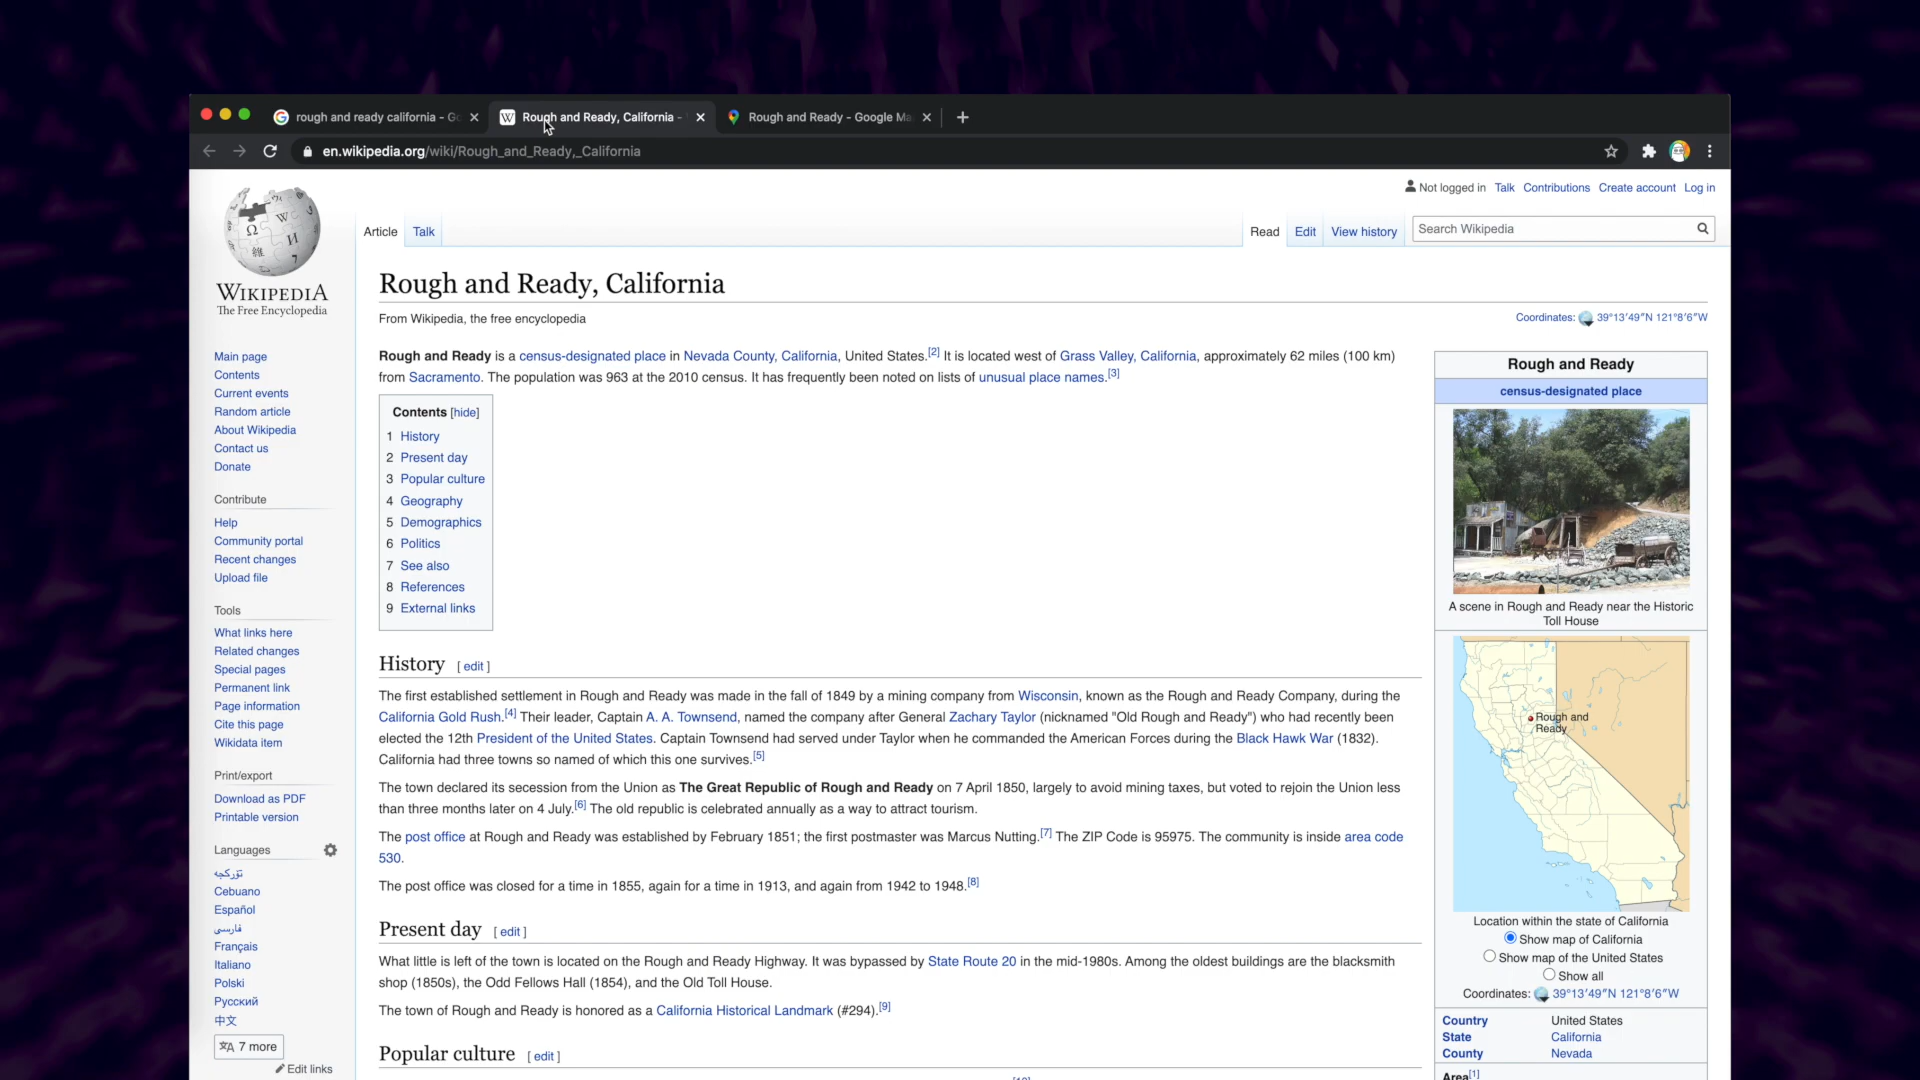 rough and ready california - G
Rough and Ready, California -
Rough and Ready - Google Ma
en.wikipedia.org/wiki/Rough_and_Ready,_California
Not logged in Talk Contributions Create account Log in
Article Talk Read Edit View history Search Wikipedia
WIKIPEDIA
The Free Encyclopedia
Main page
Contents
Current events
Random article
About Wikipedia
Contact us
Donate
Contribute
Help
Community portal
Recent changes
Upload file
Tools
What links here
Related changes
Special pages
Permanent link
Page information
Cite this page
Wikidata item
Print/export
Download as PDF
Printable version
Languages
تۆرکجه
Cebuano
Español
فارسی
Français
Italiano
Polski
Русский
中文
7 more
Edit links
Rough and Ready, California
From Wikipedia, the free encyclopedia
Coordinates: 39°13′49″N 121°8′6″W
Rough and Ready is a census-designated place in Nevada County, California, United States.[2] It is located west of Grass Valley, California, approximately 62 miles (100 km)
from Sacramento. The population was 963 at the 2010 census. It has frequently been noted on lists of unusual place names.[3]
Contents [hide]
1 History
2 Present day
3 Popular culture
4 Geography
5 Demographics
6 Politics
7 See also
8 References
9 External links
History [ edit ]
The first established settlement in Rough and Ready was made in the fall of 1849 by a mining company from Wisconsin, known as the Rough and Ready Company, during the
California Gold Rush.[4] Their leader, Captain A. A. Townsend, named the company after General Zachary Taylor (nicknamed "Old Rough and Ready") who had recently been
elected the 12th President of the United States. Captain Townsend had served under Taylor when he commanded the American Forces during the Black Hawk War (1832).
California had three towns so named of which this one survives.[5]
The town declared its secession from the Union as The Great Republic of Rough and Ready on 7 April 1850, largely to avoid mining taxes, but voted to rejoin the Union less
than three months later on 4 July.[6] The old republic is celebrated annually as a way to attract tourism.
The post office at Rough and Ready was established by February 1851; the first postmaster was Marcus Nutting.[7] The ZIP Code is 95975. The community is inside area code
530.
The post office was closed for a time in 1855, again for a time in 1913, and again from 1942 to 1948.[8]
Present day [ edit ]
What little is left of the town is located on the Rough and Ready Highway. It was bypassed by State Route 20 in the mid-1980s. Among the oldest buildings are the blacksmith
shop (1850s), the Odd Fellows Hall (1854), and the Old Toll House.
The town of Rough and Ready is honored as a California Historical Landmark (#294).[9]
Popular culture [ edit ]
Rough and Ready
census-designated place
A scene in Rough and Ready near the Historic
Toll House
Rough and
Ready
Location within the state of California
Show map of California
Show map of the United States
Show all
Coordinates: 39°13′49″N 121°8′6″W
Country United States
State California
County Nevada
Area[1]